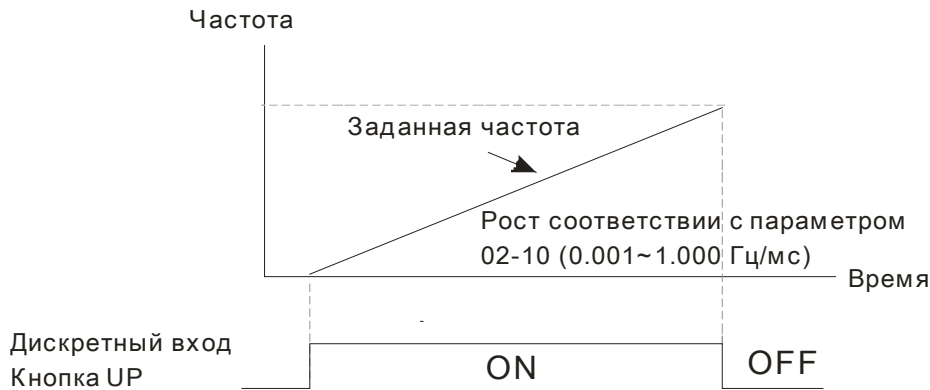 Частота
Заданная частота
Рост соответствии с параметром
02-10 (0.001~1.000 Гц/мс)
Время
Дискретный вход
Кнопка UP
ON
OFF